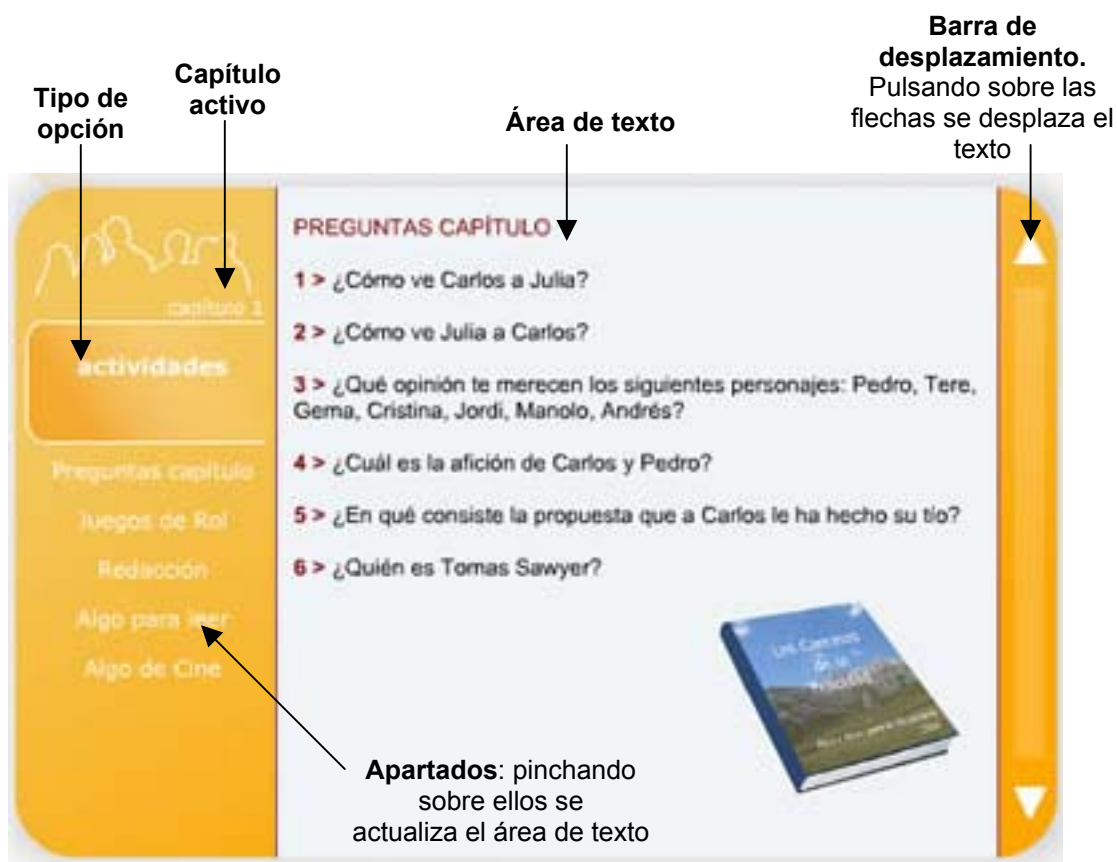 Barra de
desplazamiento.
Pulsando sobre las
flechas se desplaza el
texto
Capítulo
activo
Tipo de
opción
Área de texto
capítulo 1
actividades
Preguntas capítulo
Juegos de Rol
Redacción
Algo para leer
Algo de Cine
PREGUNTAS CAPÍTULO
1 > ¿Cómo ve Carlos a Julia?
2 > ¿Cómo ve Julia a Carlos?
3 > ¿Qué opinión te merecen los siguientes personajes: Pedro, Tere,
Gema, Cristina, Jordi, Manolo, Andrés?
4 > ¿Cuál es la afición de Carlos y Pedro?
5 > ¿En qué consiste la propuesta que a Carlos le ha hecho su tío?
6 > ¿Quién es Tomas Sawyer?
Apartados: pinchando
sobre ellos se
actualiza el área de texto